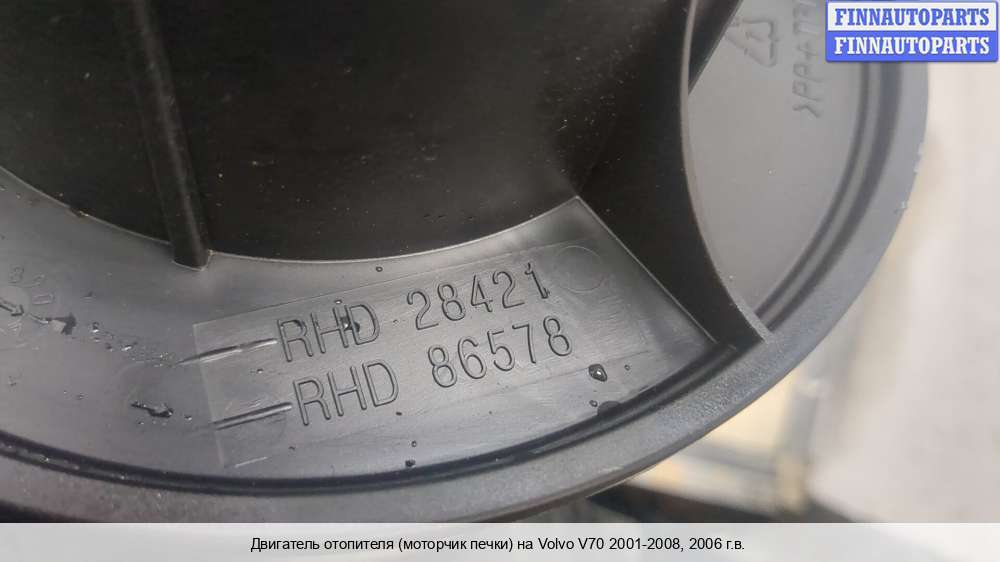 FINNAUTOPARTS
FINNAUTOPARTS
RHD 28421
RHD 86578
Двигатель отопителя (моторчик печки) на Volvo V70 2001-2008, 2006 г.в.